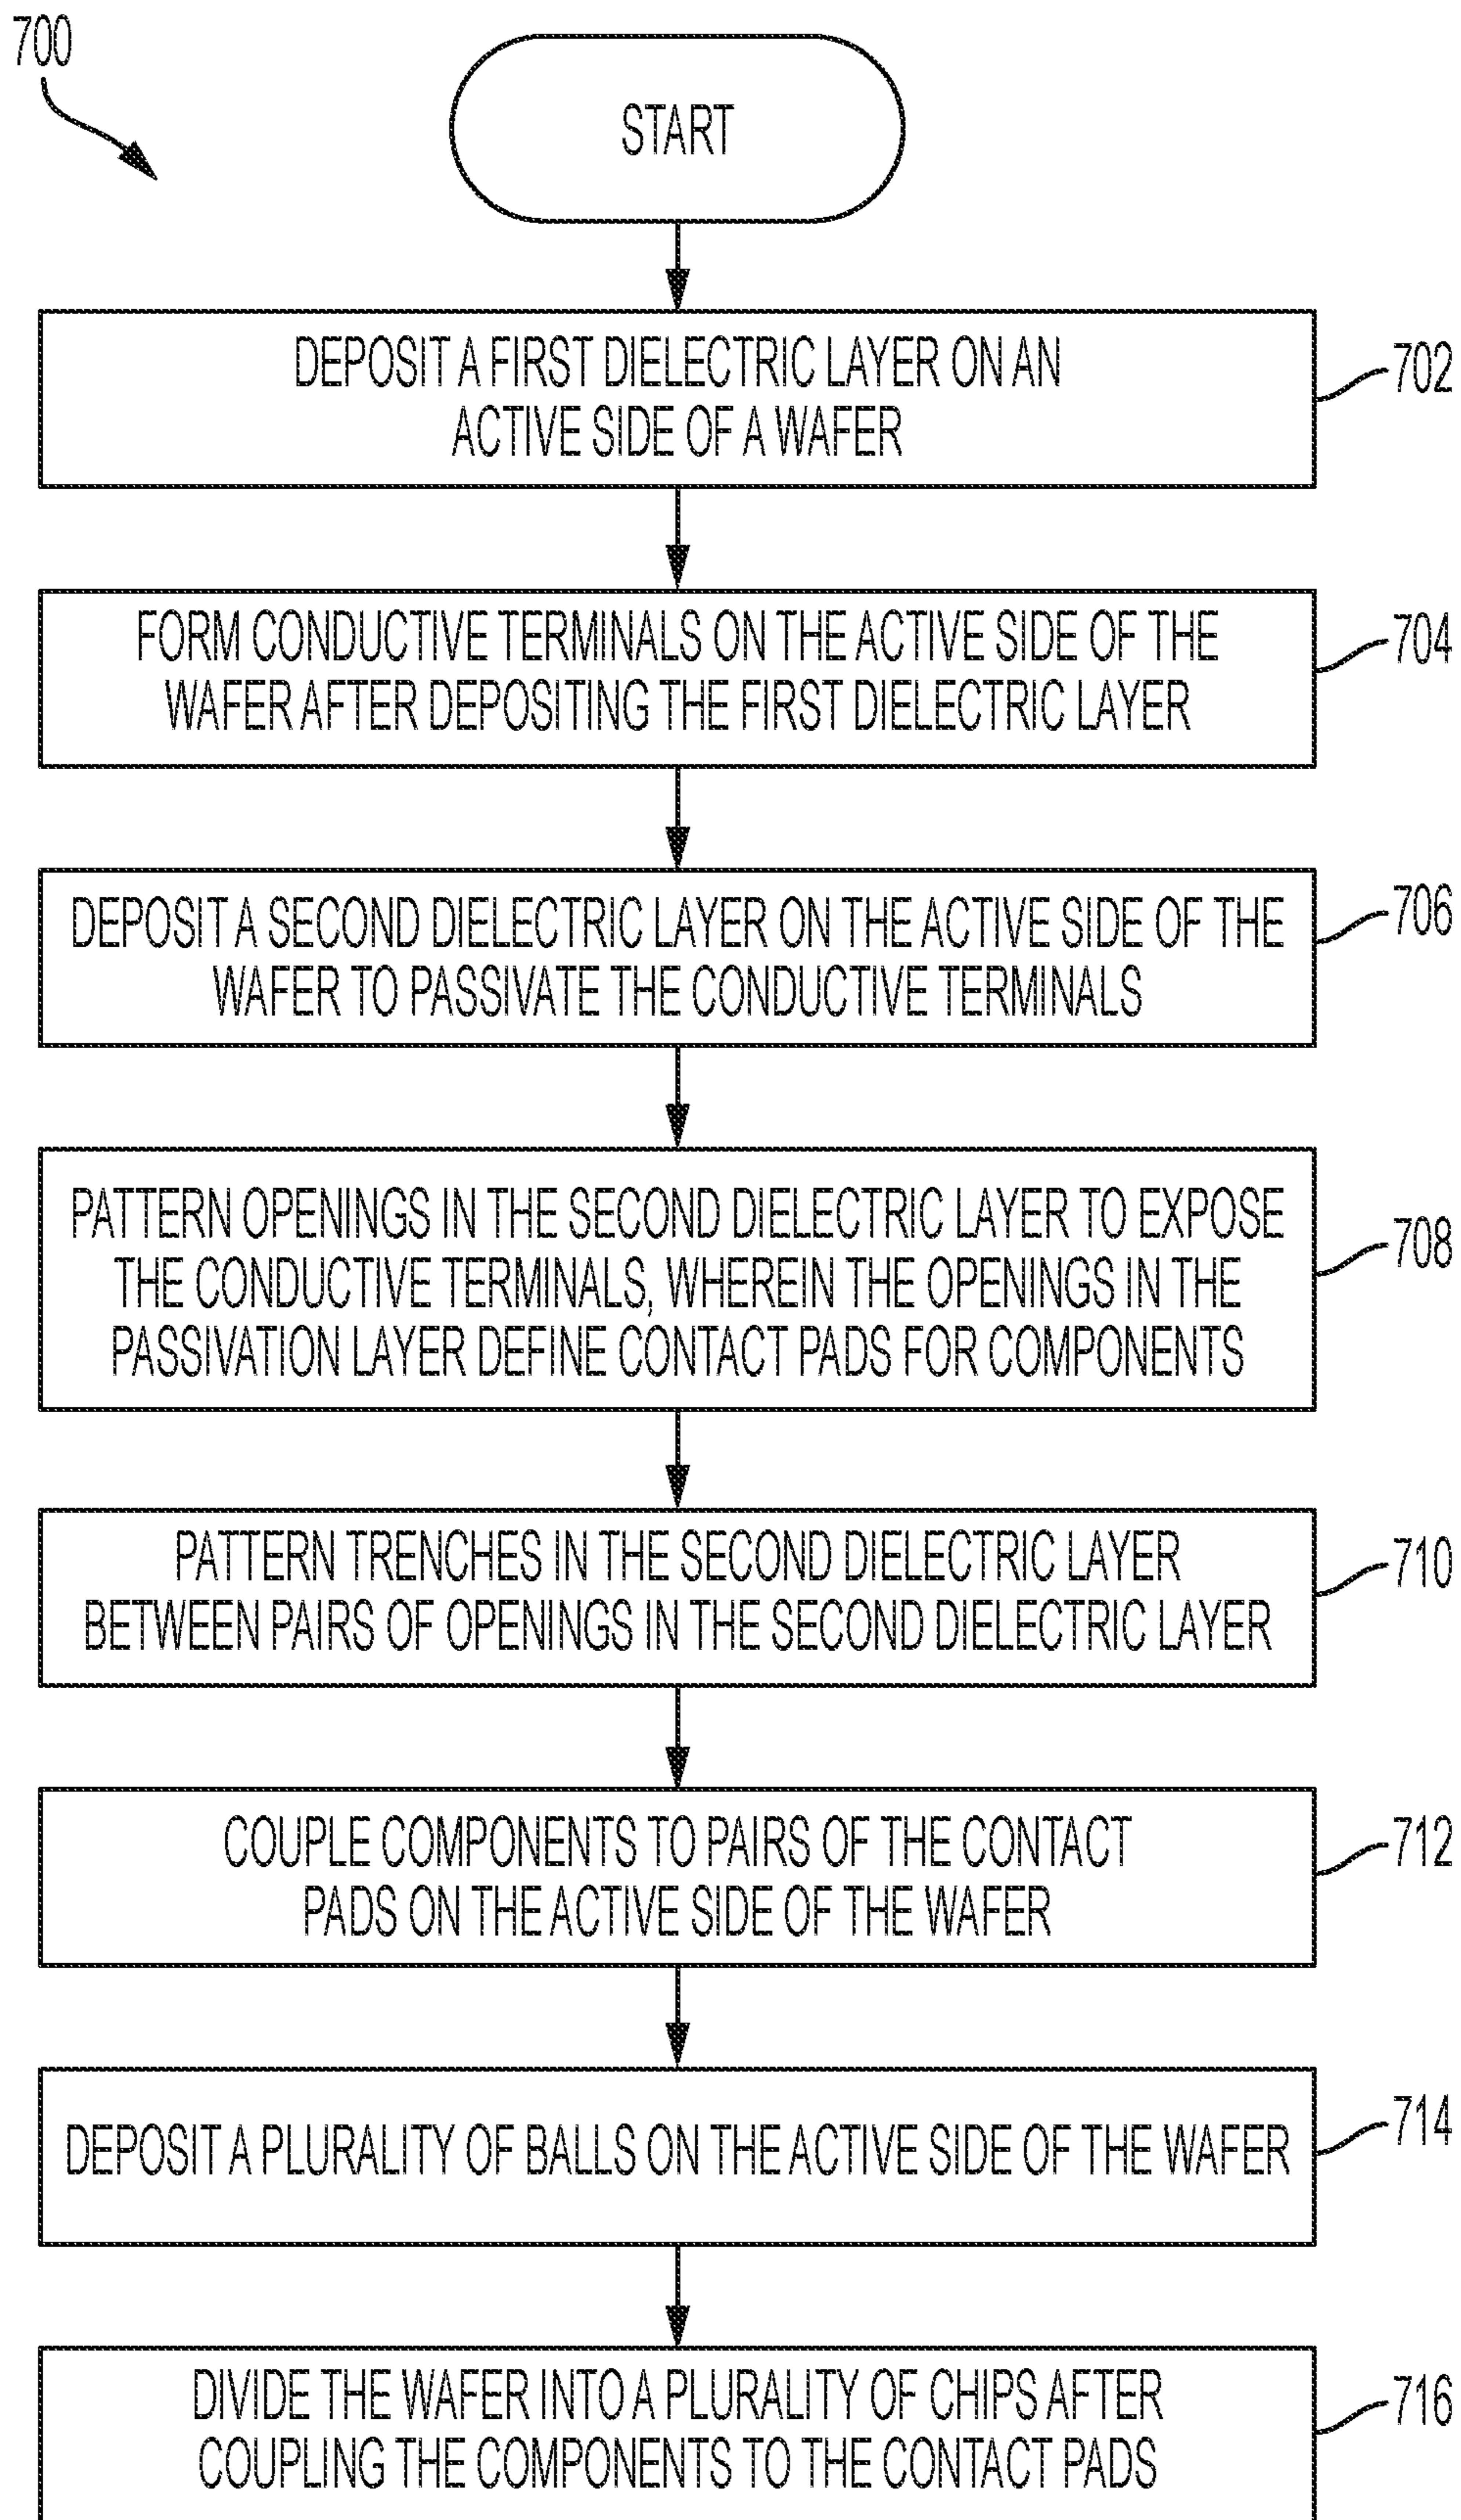 700
START
DEPOSIT A FIRST DIELECTRIC LAYER ON AN
ACTIVE SIDE OF A WAFER
702
FORM CONDUCTIVE TERMINALS ON THE ACTIVE SIDE OF THE
WAFER AFTER DEPOSITING THE FIRST DIELECTRIC LAYER
704
DEPOSIT A SECOND DIELECTRIC LAYER ON THE ACTIVE SIDE OF THE
WAFER TO PASSIVATE THE CONDUCTIVE TERMINALS
706
PATTERN OPENINGS IN THE SECOND DIELECTRIC LAYER TO EXPOSE
THE CONDUCTIVE TERMINALS, WHEREIN THE OPENINGS IN THE
PASSIVATION LAYER DEFINE CONTACT PADS FOR COMPONENTS
708
PATTERN TRENCHES IN THE SECOND DIELECTRIC LAYER
BETWEEN PAIRS OF OPENINGS IN THE SECOND DIELECTRIC LAYER
710
COUPLE COMPONENTS TO PAIRS OF THE CONTACT
PADS ON THE ACTIVE SIDE OF THE WAFER
712
DEPOSIT A PLURALITY OF BALLS ON THE ACTIVE SIDE OF THE WAFER
714
DIVIDE THE WAFER INTO A PLURALITY OF CHIPS AFTER
COUPLING THE COMPONENTS TO THE CONTACT PADS
716